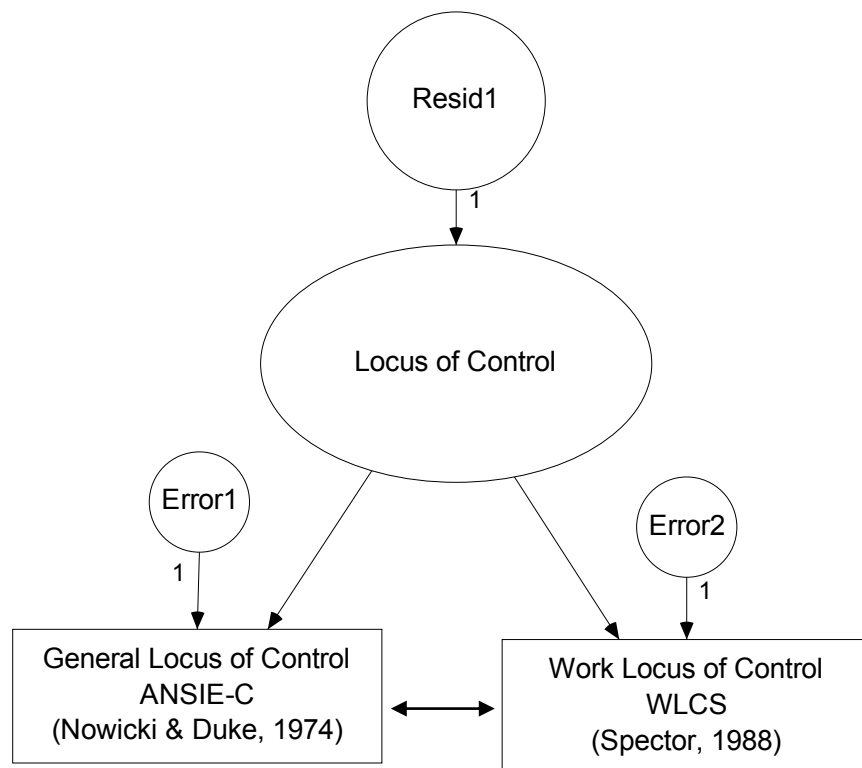 Resid1
1
Locus of Control
Error1
1
Error2
1
General Locus of Control
ANSIE-C
(Nowicki & Duke, 1974)
Work Locus of Control
WLCS
(Spector, 1988)